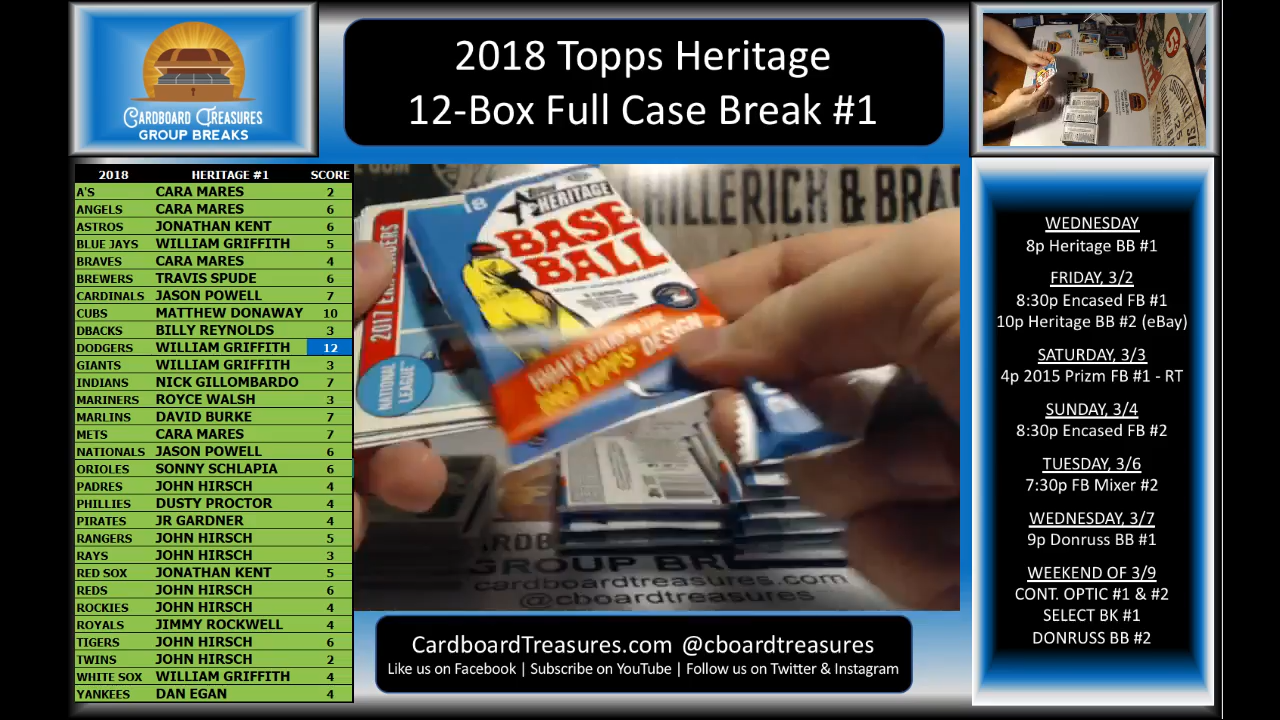 CARDBOARD TREASURES
GROUP BREAKS
2018 Topps Heritage
12-Box Full Case Break #1
2018 HERITAGE #1 SCORE
A'S CARA MARES 2
ANGELS CARA MARES 6
ASTROS JONATHAN KENT 6
BLUE JAYS WILLIAM GRIFFITH 5
BRAVES CARA MARES 4
BREWERS TRAVIS SPUDE 6
CARDINALS JASON POWELL 7
CUBS MATTHEW DONAWAY 10
DBACKS BILLY REYNOLDS 3
DODGERS WILLIAM GRIFFITH 12
GIANTS WILLIAM GRIFFITH 3
INDIANS NICK GILLOMBARDO 7
MARINERS ROYCE WALSH 3
MARLINS DAVID BURKE 7
METS CARA MARES 7
NATIONALS JASON POWELL 6
ORIOLES SONNY SCHLAPIA 6
PADRES JOHN HIRSCH 4
PHILLIES DUSTY PROCTOR 4
PIRATES JR GARDNER 4
RANGERS JOHN HIRSCH 5
RAYS JOHN HIRSCH 3
RED SOX JONATHAN KENT 5
REDS JOHN HIRSCH 6
ROCKIES JOHN HIRSCH 4
ROYALS JIMMY ROCKWELL 4
TIGERS JOHN HIRSCH 6
TWINS JOHN HIRSCH 2
WHITE SOX WILLIAM GRIFFITH 4
YANKEES DAN EGAN 4
HILLERICH & BRAD
18
HERITAGE
BASE
BALL
TOPPS DESIGN
2017
NATIONAL
LEAGUE
GROUP BR
cardboardtreasures.com
@cboardtreasures
CardboardTreasures.com @cboardtreasures
Like us on Facebook | Subscribe on YouTube | Follow us on Twitter & Instagram
WEDNESDAY
8p Heritage BB #1
FRIDAY, 3/2
8:30p Encased FB #1
10p Heritage BB #2 (eBay)
SATURDAY, 3/3
4p 2015 Prizm FB #1 - RT
SUNDAY, 3/4
8:30p Encased FB #2
TUESDAY, 3/6
7:30p FB Mixer #2
WEDNESDAY, 3/7
9p Donruss BB #1
WEEKEND OF 3/9
CONT. OPTIC #1 & #2
SELECT BK #1
DONRUSS BB #2